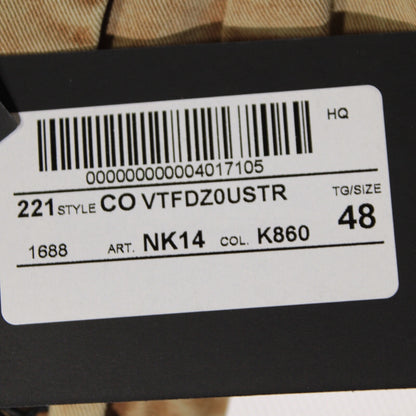 HQ
000000000004017105
221 STYLE CO VTFDZ0USTR TG/SIZE
1688 ART. NK14 COL. K860 48